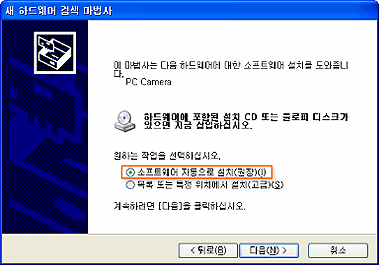 새 하드웨어 검색 마법사
이 마법사는 다음 하드웨어에 대한 소프트웨어 설치를 도와줍니다.
PC Camera
하드웨어에 포함된 설치 CD 또는 플로피 디스크가
있으면 지금 삽입하십시오.
원하는 작업을 선택하십시오.
소프트웨어 자동으로 설치(권장)(I)
목록 또는 특정 위치에서 설치(고급)(S)
계속하려면 [다음]을 클릭하십시오.
< 뒤로(B) 다음(N) > 취소